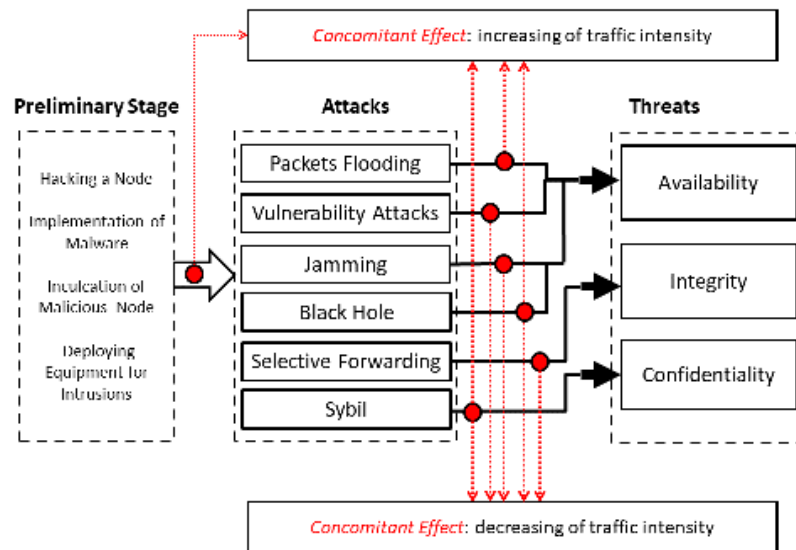 Concomitant Effect: increasing of traffic intensity
Preliminary Stage
Attacks
Threats
Hacking a Node
Implementation of
Malware
Inculcation of
Malicious Node
Deploying
Equipment for
Intrusions
Packets Flooding
Vulnerability Attacks
Jamming
Black Hole
Selective Forwarding
Sybil
Availability
Integrity
Confidentiality
Concomitant Effect: decreasing of traffic intensity